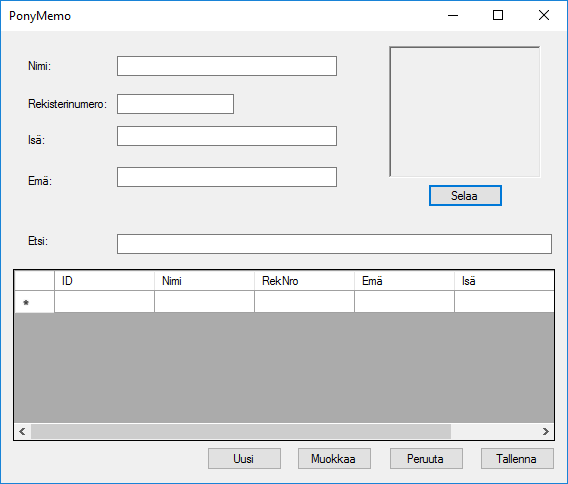 PonyMemo
Nimi:
Rekisterinumero:
Isä:
Emä:
Selaa
Etsi:
ID Nimi RekNro Emä Isä
*
Uusi Muokkaa Peruuta Tallenna